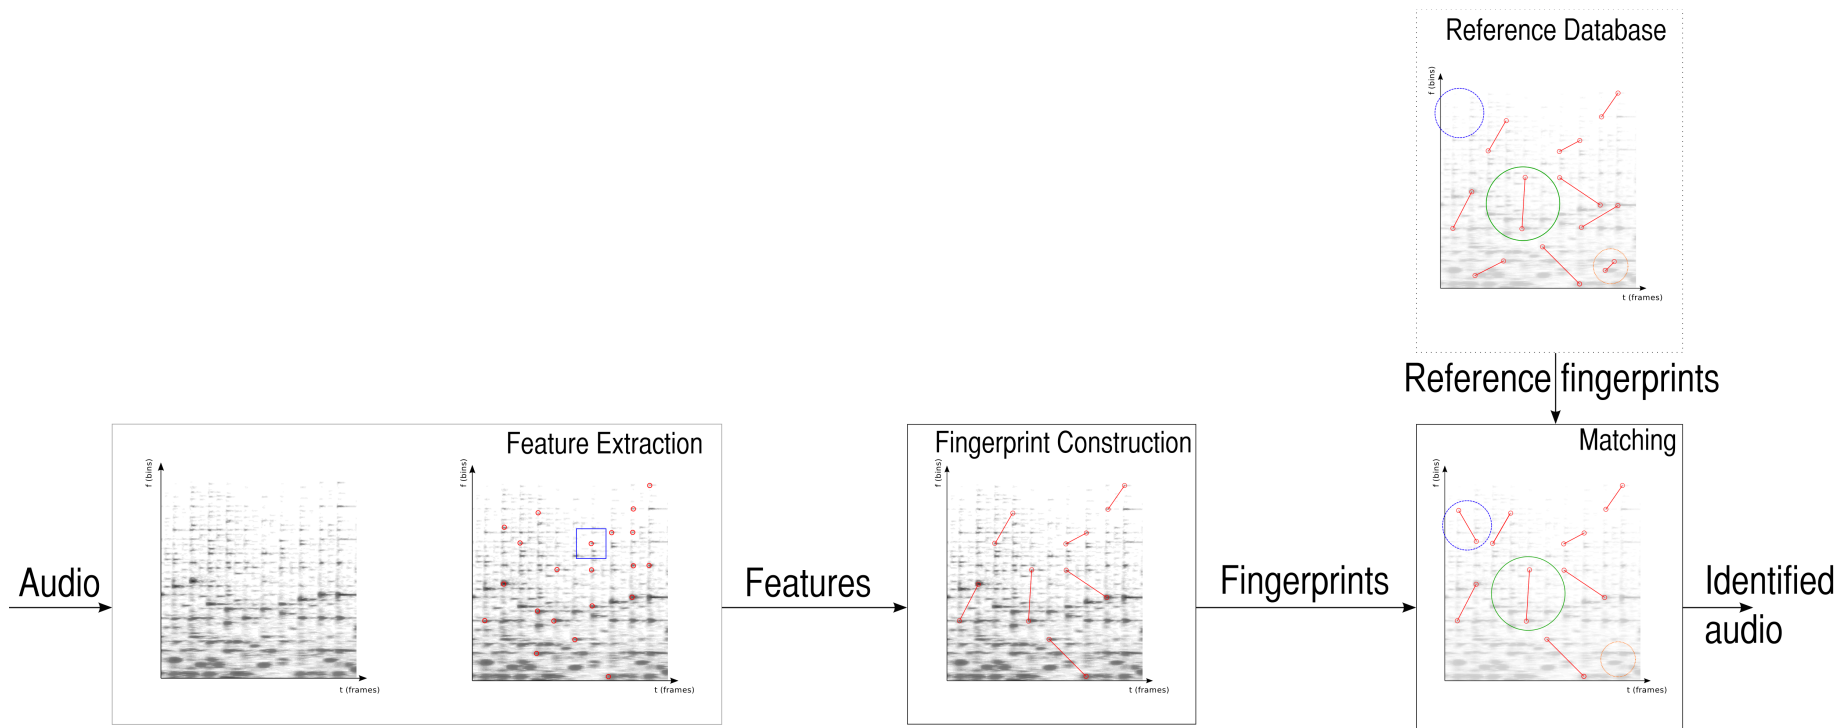 Reference Database
f (bins)
t (frames)
Reference fingerprints
Feature Extraction
f (bins)
t (frames)
f (bins)
t (frames)
Fingerprint Construction
f (bins)
t (frames)
Matching
f (bins)
t (frames)
Audio
Features
Fingerprints
Identified
audio